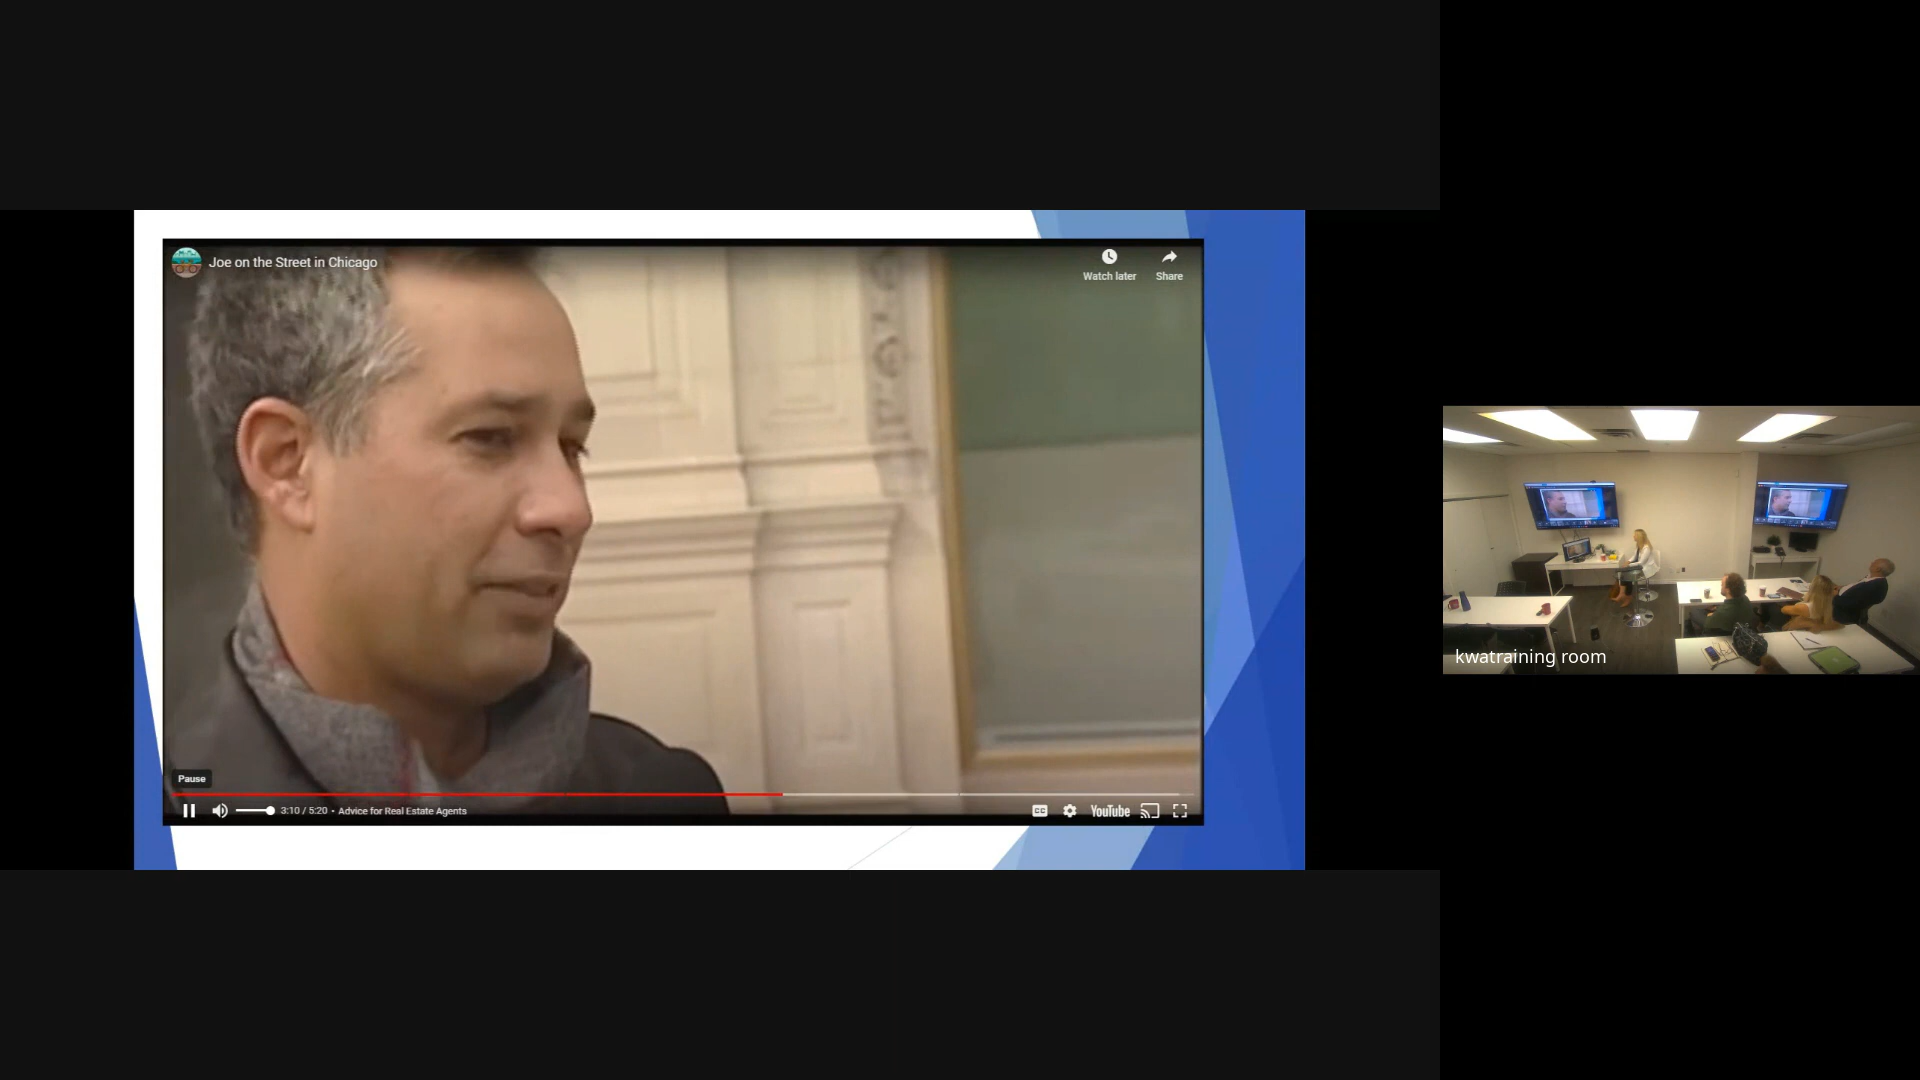 Joe on the Street in Chicago
Watch later
Share
Pause
3:10 / 5:20 • Advice for Real Estate Agents
CC
YouTube
kwatraining room